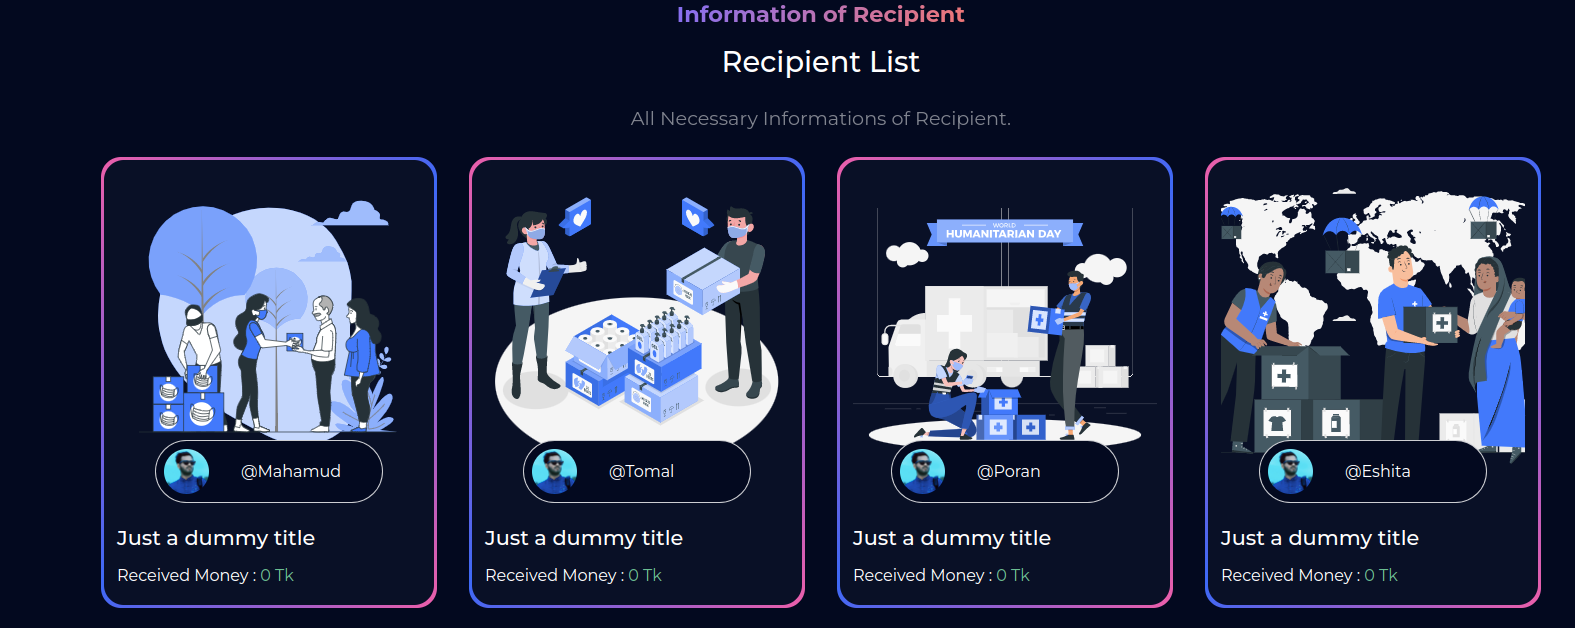 Information of Recipient
Recipient List
All Necessary Informations of Recipient.
WORLD
HUMANITARIAN DAY
@Mahamud
@Tomal
@Poran
@Eshita
Just a dummy title
Just a dummy title
Just a dummy title
Just a dummy title
Received Money : 0 Tk
Received Money : 0 Tk
Received Money : 0 Tk
Received Money : 0 Tk